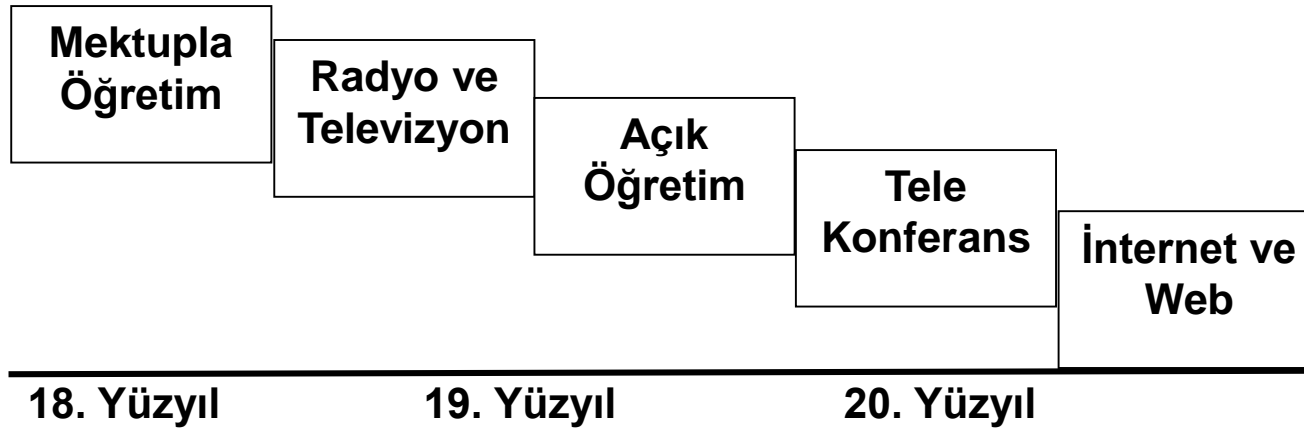 Mektupla
Öğretim
Radyo ve
Televizyon
Açık
Öğretim
Tele
Konferans
İnternet ve
Web
18. Yüzyıl
19. Yüzyıl
20. Yüzyıl